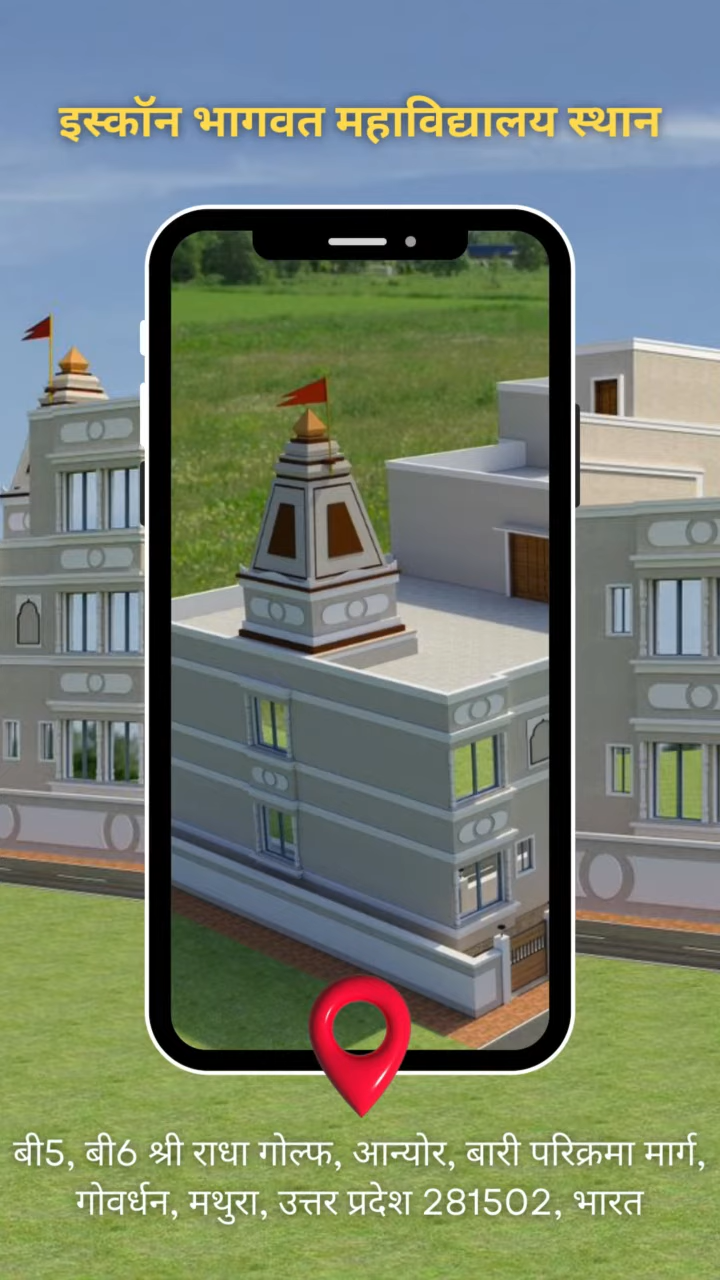 इस्कॉन भागवत महाविद्यालय स्थान
बी5, बी6 श्री राधा गोल्फ, आन्योर, बारी परिक्रमा मार्ग,
गोवर्धन, मथुरा, उत्तर प्रदेश 281502, भारत